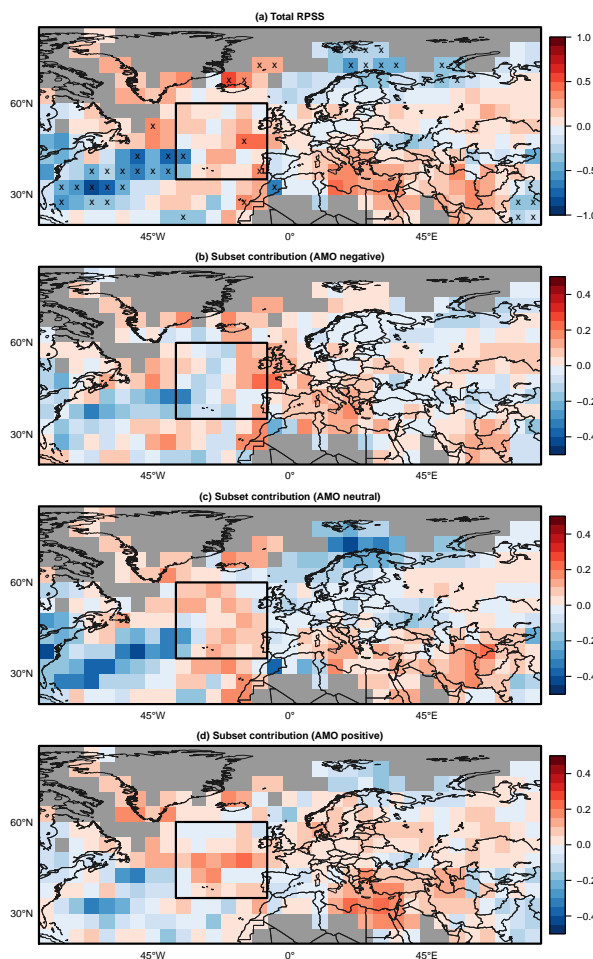 (a) Total RPSS
60°N
30°N
45°W 0° 45°E
1.0
0.5
0.0
−0.5
−1.0
(b) Subset contribution (AMO negative)
60°N
30°N
45°W 0° 45°E
0.4
0.2
0.0
−0.2
−0.4
(c) Subset contribution (AMO neutral)
60°N
30°N
45°W 0° 45°E
0.4
0.2
0.0
−0.2
−0.4
(d) Subset contribution (AMO positive)
60°N
30°N
45°W 0° 45°E
0.4
0.2
0.0
−0.2
−0.4